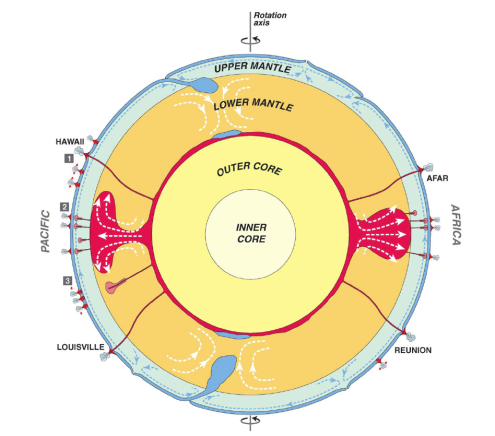 Rotation
axis
UPPER MANTLE
LOWER MANTLE
HAWAII
1
OUTER CORE
AFAR
2
PACIFIC
AFRICA
INNER
CORE
3
LOUISVILLE
REUNION